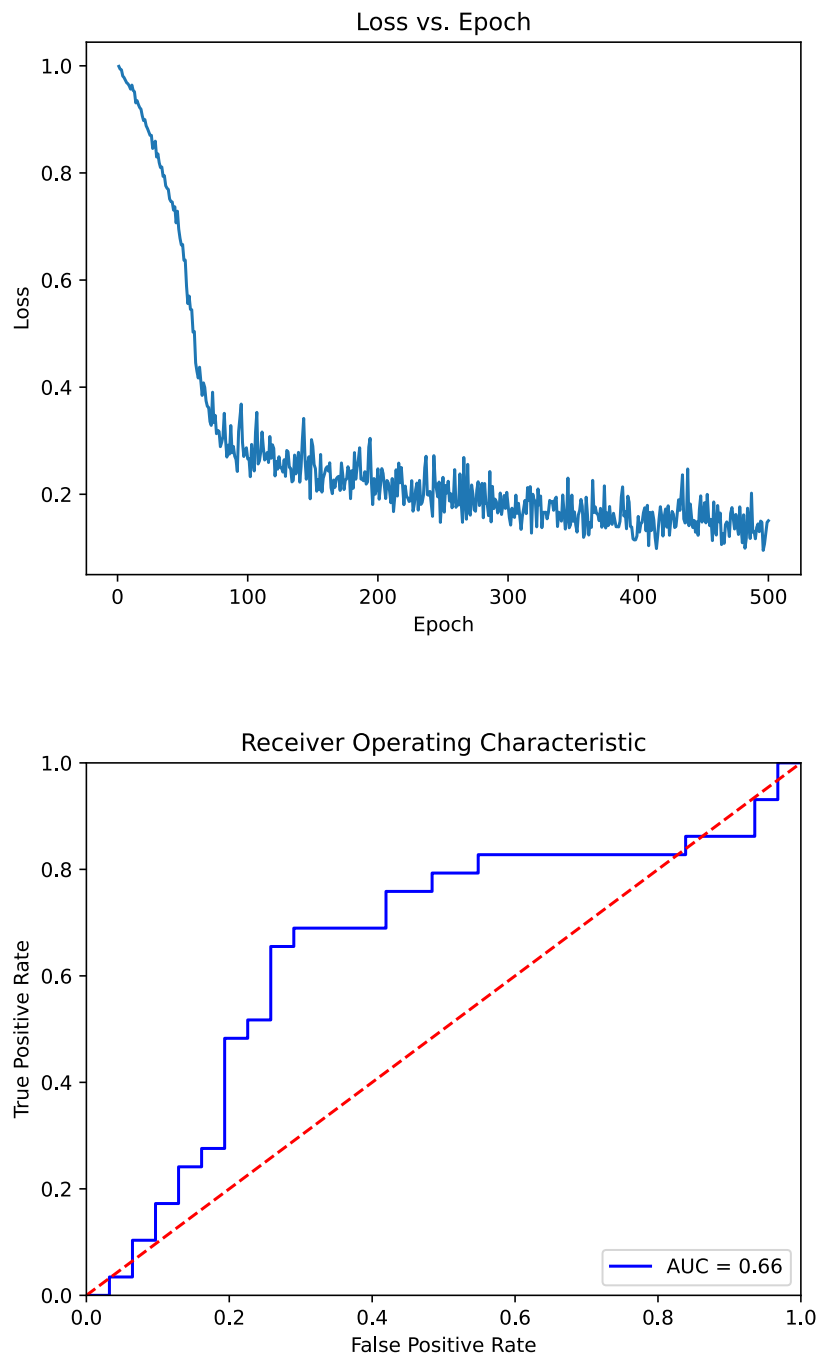 Loss vs. Epoch
1.0
0.8
0.6
0.4
0.2
Loss
0 100 200 300 400 500
Epoch
Receiver Operating Characteristic
1.0
0.8
0.6
0.4
0.2
0.0
True Positive Rate
AUC = 0.66
0.0 0.2 0.4 0.6 0.8 1.0
False Positive Rate